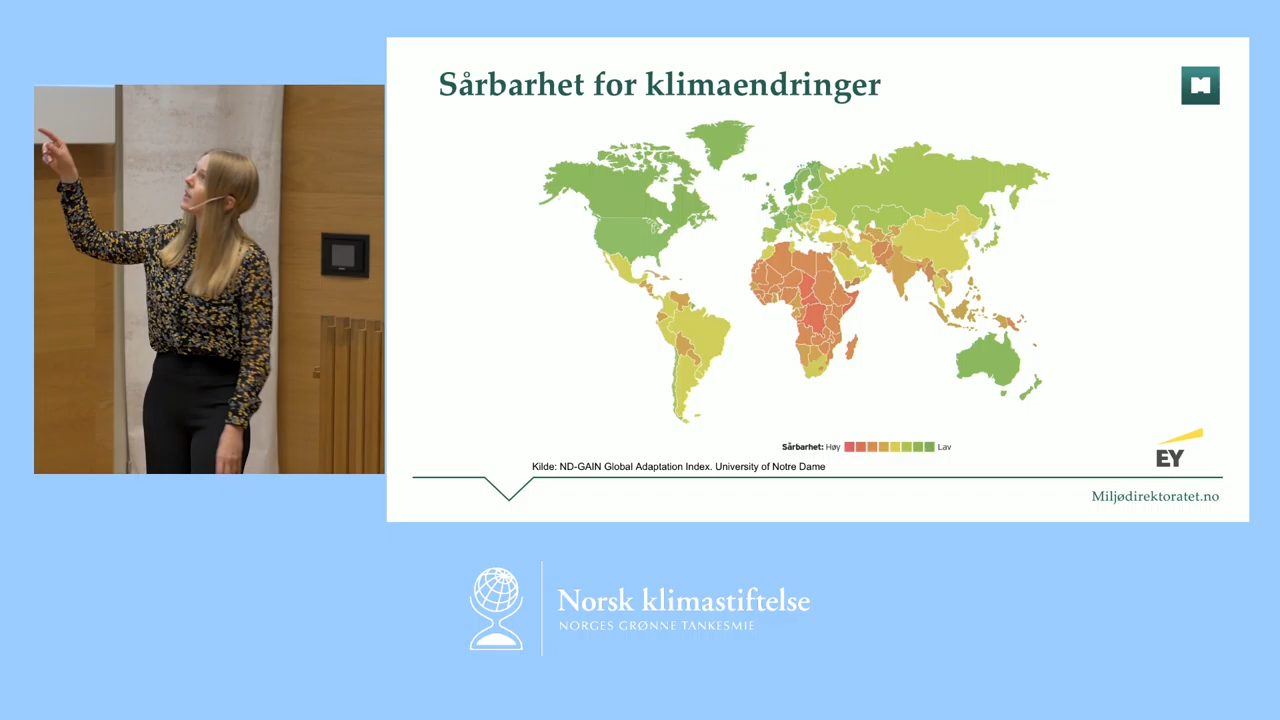 Sårbarhet for klimaendringer
Sårbarhet: Høy Lav
Kilde: ND-GAIN Global Adaptation Index. University of Notre Dame
EY
Miljødirektoratet.no
Norsk klimastiftelse
NORGES GRØNNE TANKESMIE